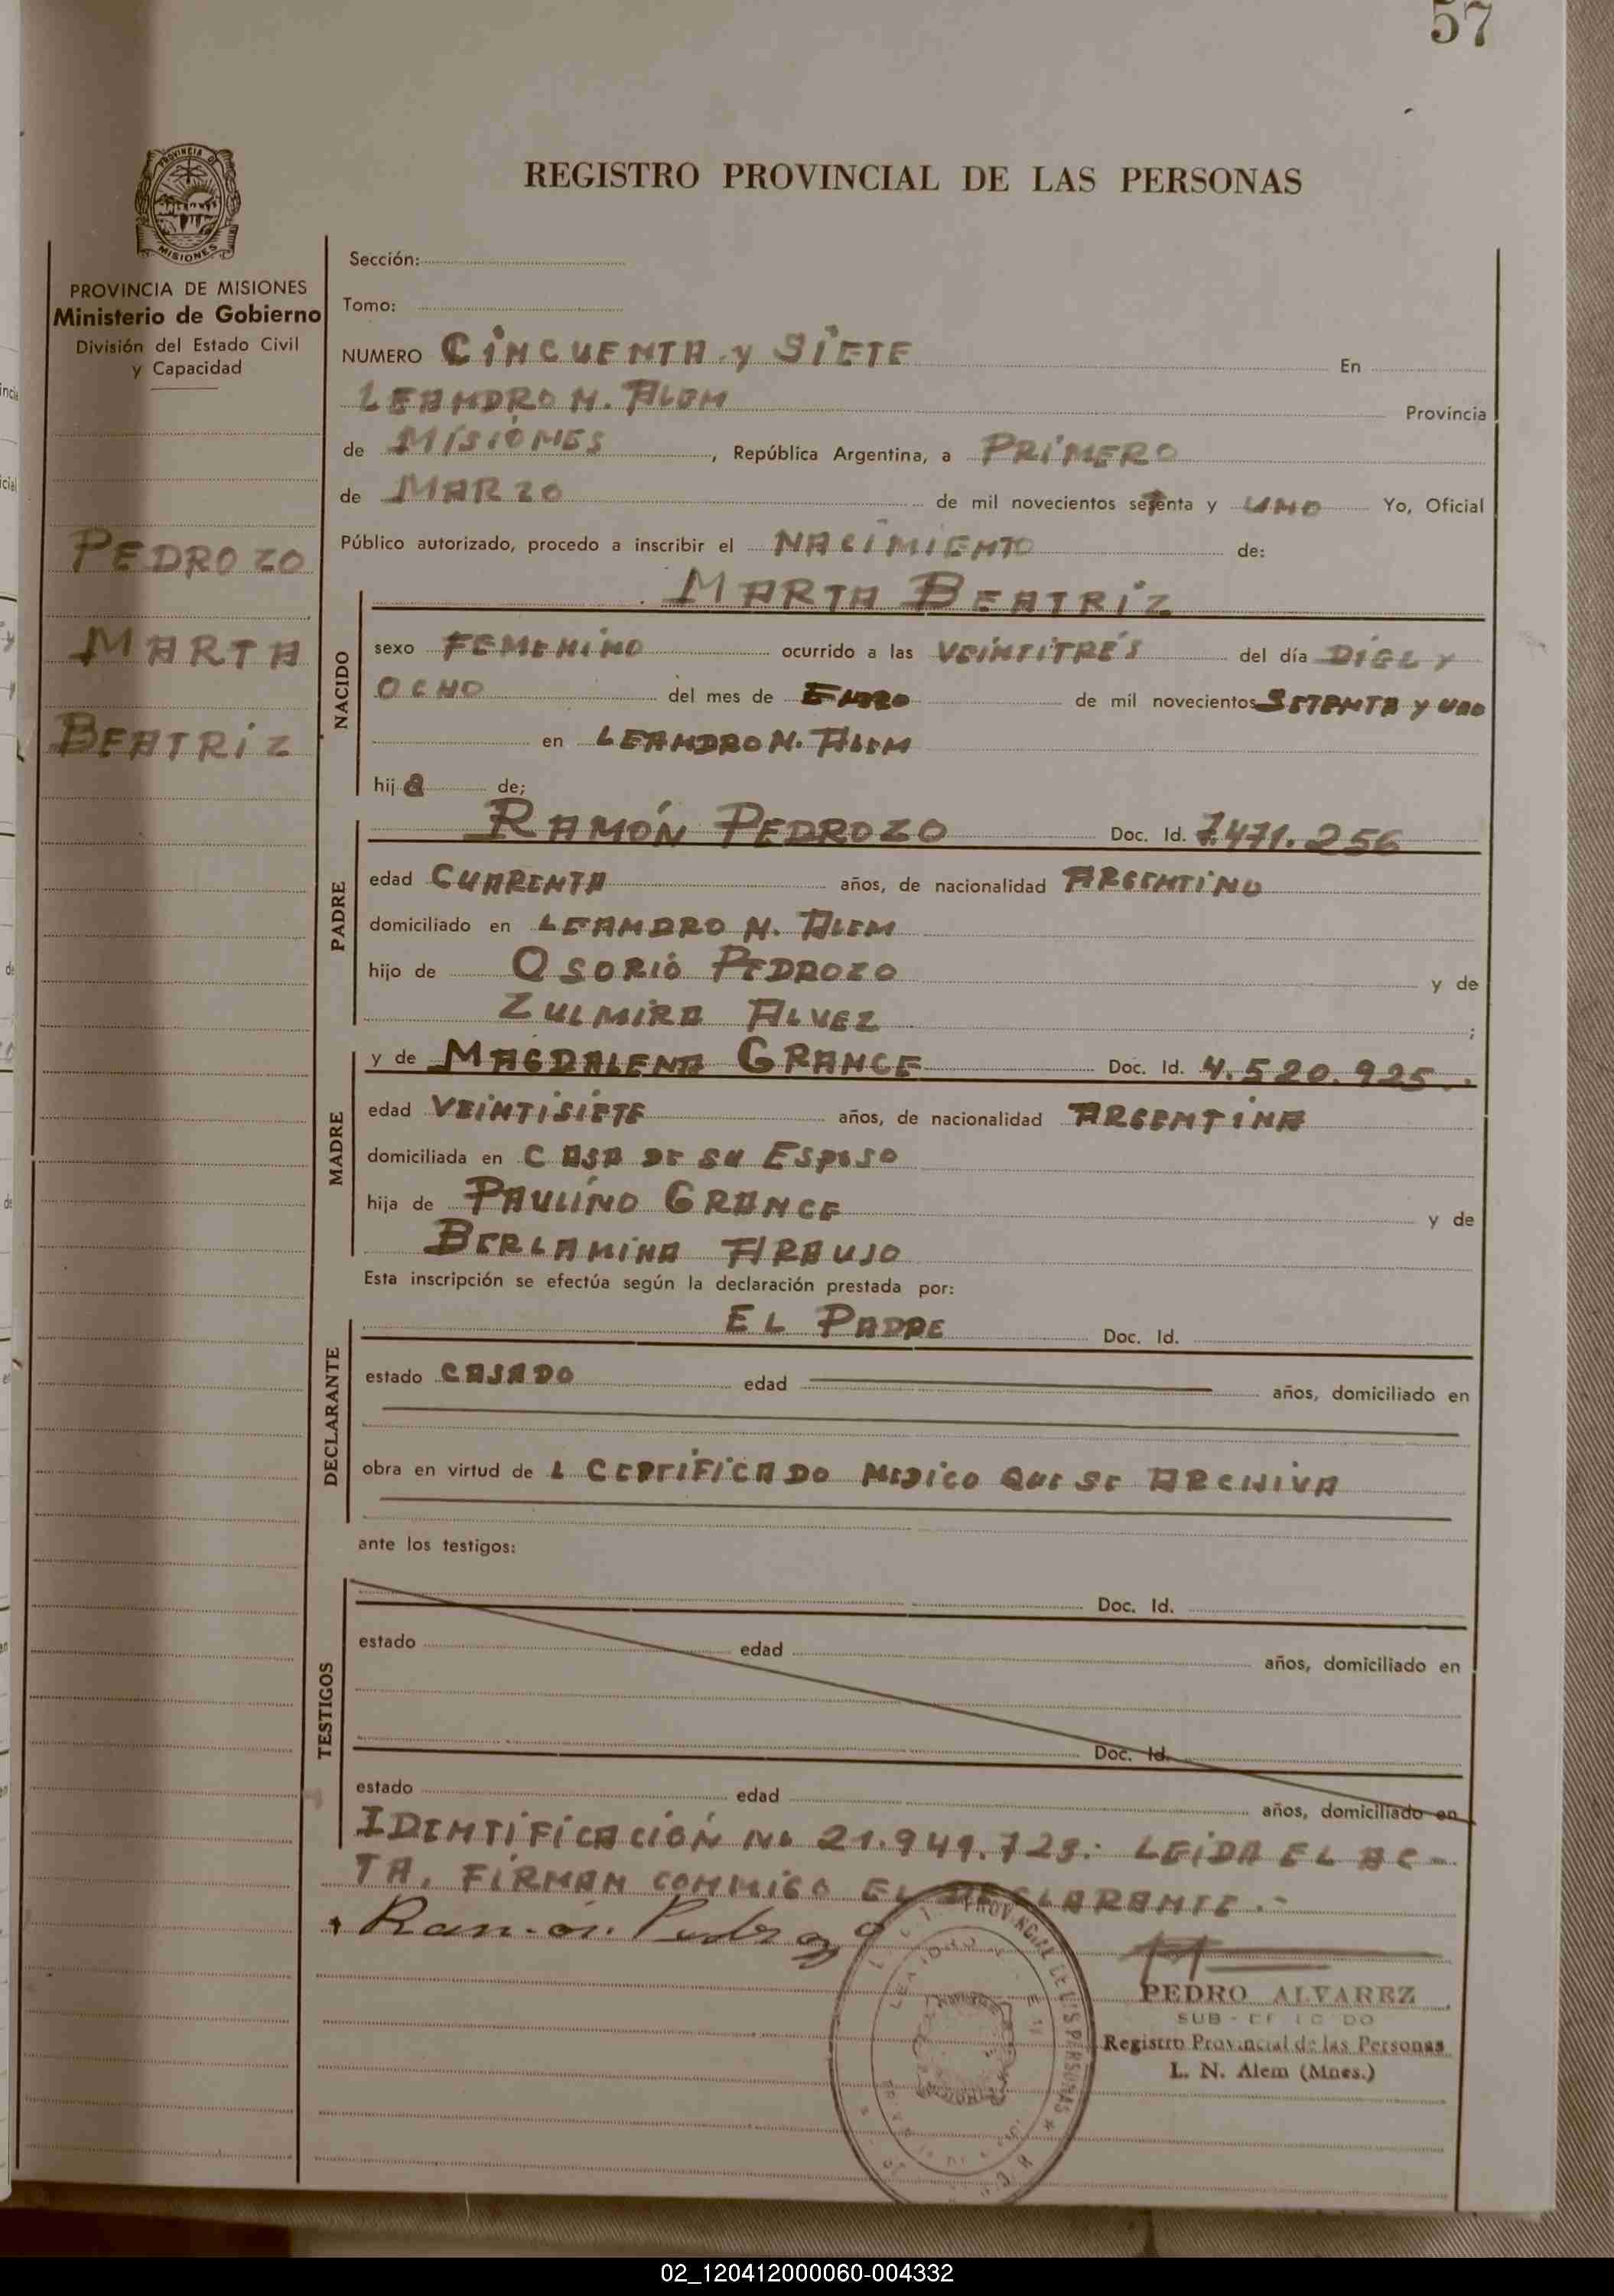 57
PROVINCIA DE
MISIONES
REGISTRO PROVINCIAL DE LAS PERSONAS
PROVINCIA DE MISIONES
Ministerio de Gobierno
División del Estado Civil
y Capacidad
PEDROZO
MARTA
BEATRIZ
Sección:
Tomo:
NUMERO CINCUENTA Y SIETE En
LEANDRO N. ALEM Provincia
de MISIONES, República Argentina, a PRIMERO
de MARZO de mil novecientos setenta y UNO Yo, Oficial
Público autorizado, procedo a inscribir el NACIMIENTO de:
MARTA BEATRIZ
NACIDO
sexo FEMENINO ocurrido a las VEINTITRÉS del día DIEZ Y
OCHO del mes de ENERO de mil novecientos SETENTA Y UNO
en LEANDRO N. ALEM
hija de;
PADRE
RAMÓN PEDROZO Doc. Id. 7.471.256
edad CUARENTA años, de nacionalidad ARGENTINO
domiciliado en LEANDRO N. ALEM
hijo de OSORIO PEDROZO y de
ZULMIRA ALVEZ ;
MADRE
y de MAGDALENA GRANCE Doc. Id. 4.520.925.
edad VEINTISIETE años, de nacionalidad ARGENTINA
domiciliada en CASA DE SU ESPOSO
hija de PAULINO GRANCE y de
BERLAMINA ARAUJO
Esta inscripción se efectúa según la declaración prestada por:
DECLARANTE
EL PADRE Doc. Id.
estado CASADO edad años, domiciliado en
obra en virtud de L CERTIFICADO MEDICO QUE SE ARCHIVA
ante los testigos:
TESTIGOS
Doc. Id.
estado edad años, domiciliado en
Doc. Id.
estado edad años, domiciliado en
IDENTIFICACIÓN No 21.949.729.- LEIDA EL AC-
TA, FIRMAN CONMIGO EL DECLARANTE.-
Ramón Pedrozo
PEDRO ALVAREZ
Registro Provincial de las Personas
L. N. Alem (Mnes.)
02_120412000060-004332